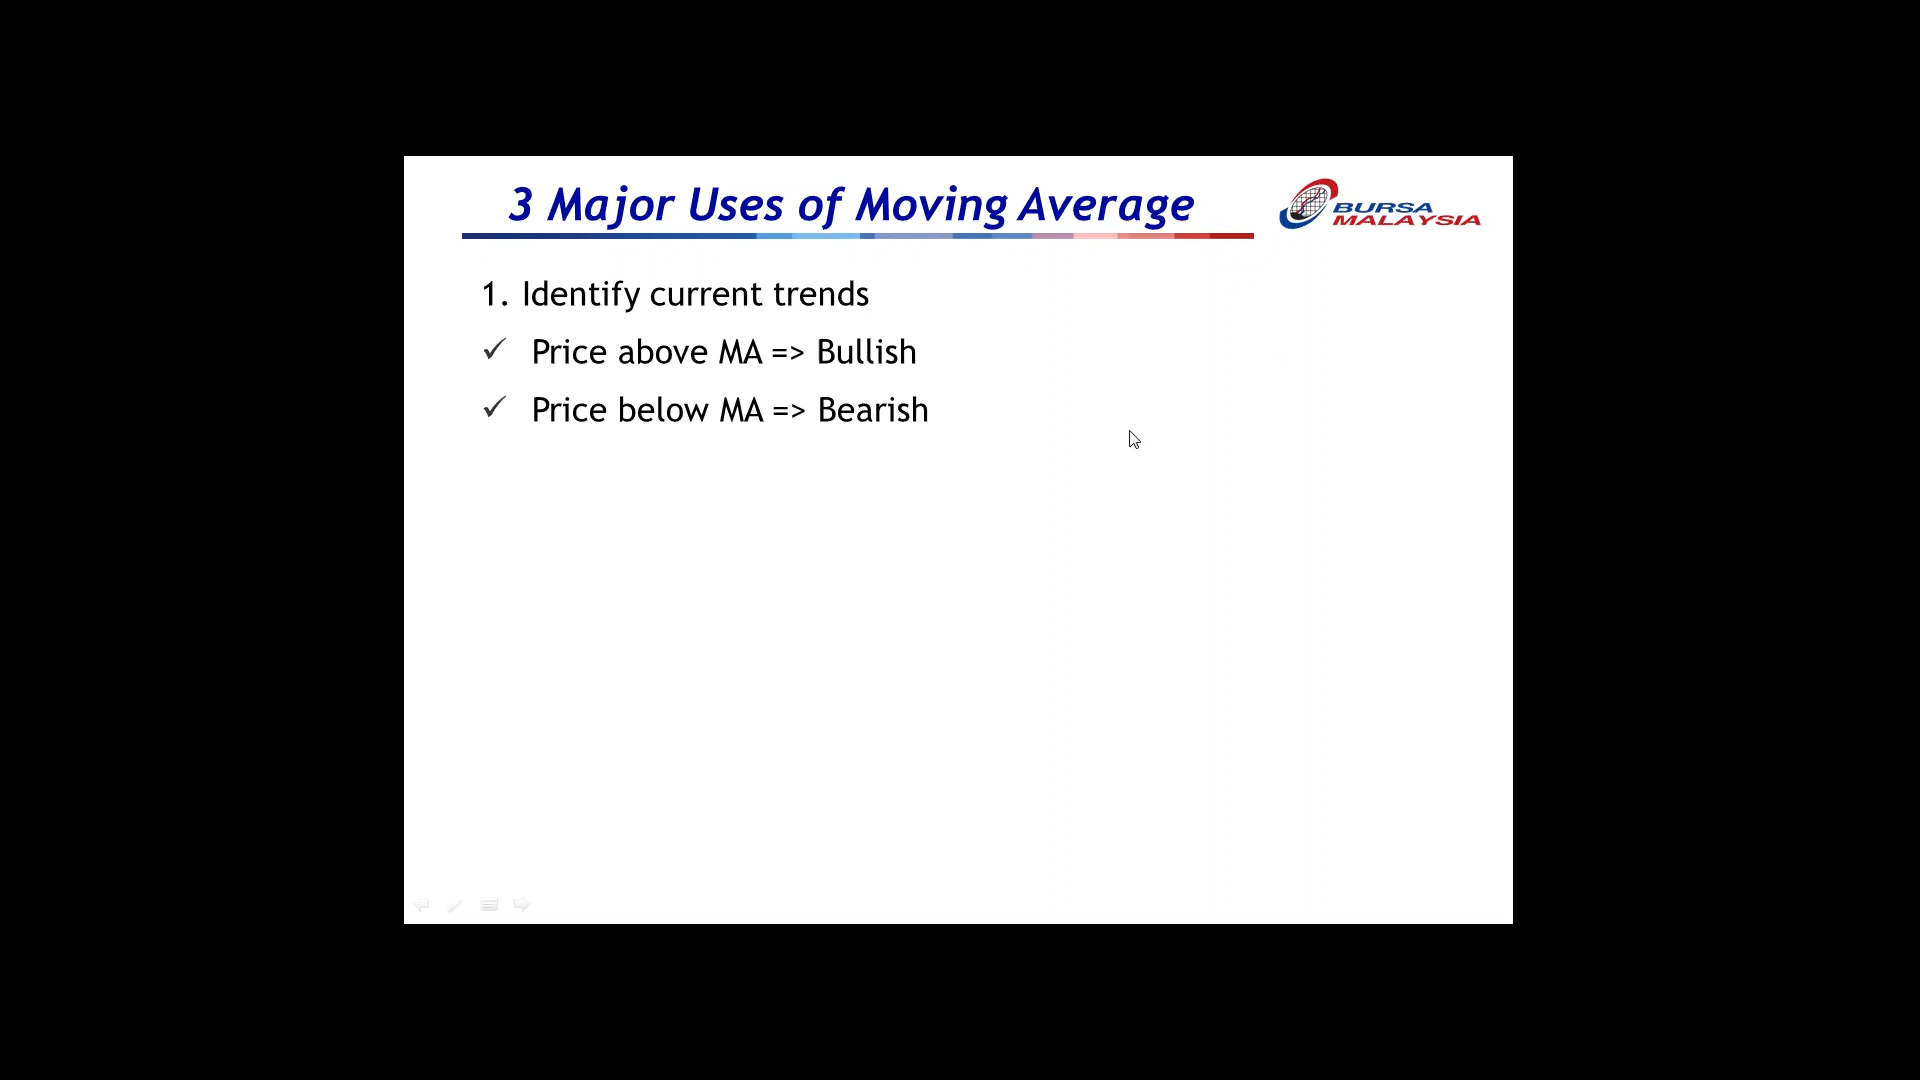 3 Major Uses of Moving Average
BURSA
MALAYSIA
1. Identify current trends
✓ Price above MA => Bullish
✓ Price below MA => Bearish